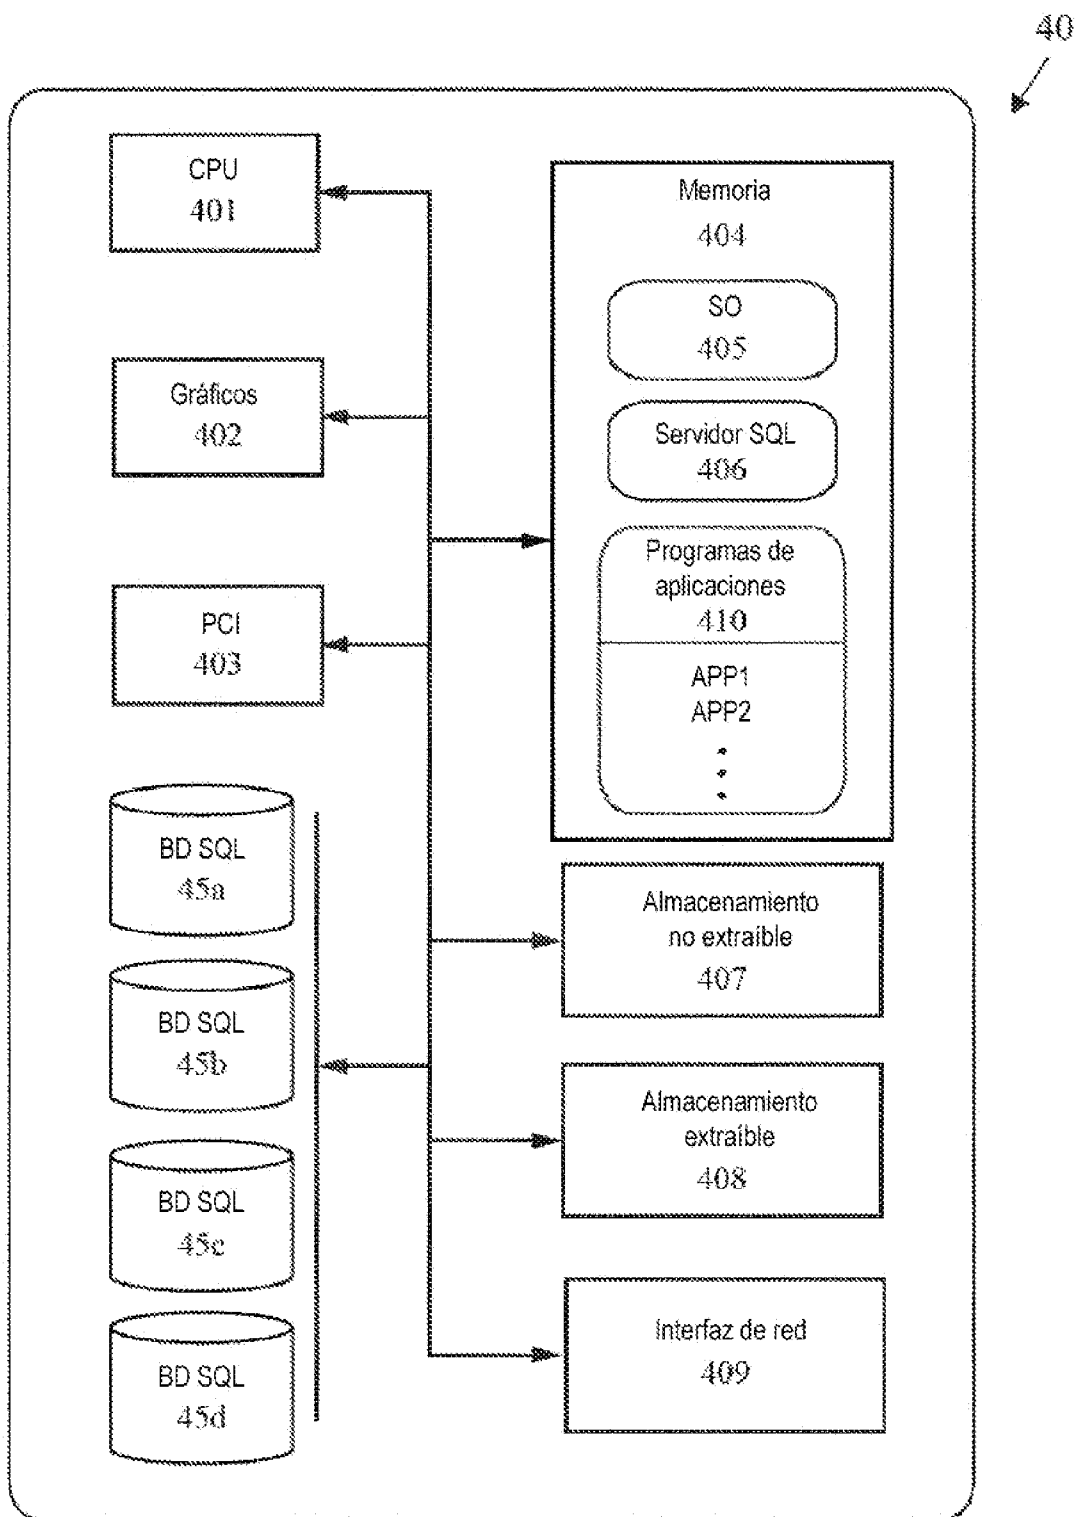 40
CPU
401
Gráficos
402
PCI
403
BD SQL
45a
BD SQL
45b
BD SQL
45c
BD SQL
45d
Memoria
404
SO
405
Servidor SQL
406
Programas de
aplicaciones
410
APP1
APP2
Almacenamiento
no extraíble
407
Almacenamiento
extraíble
408
Interfaz de red
409